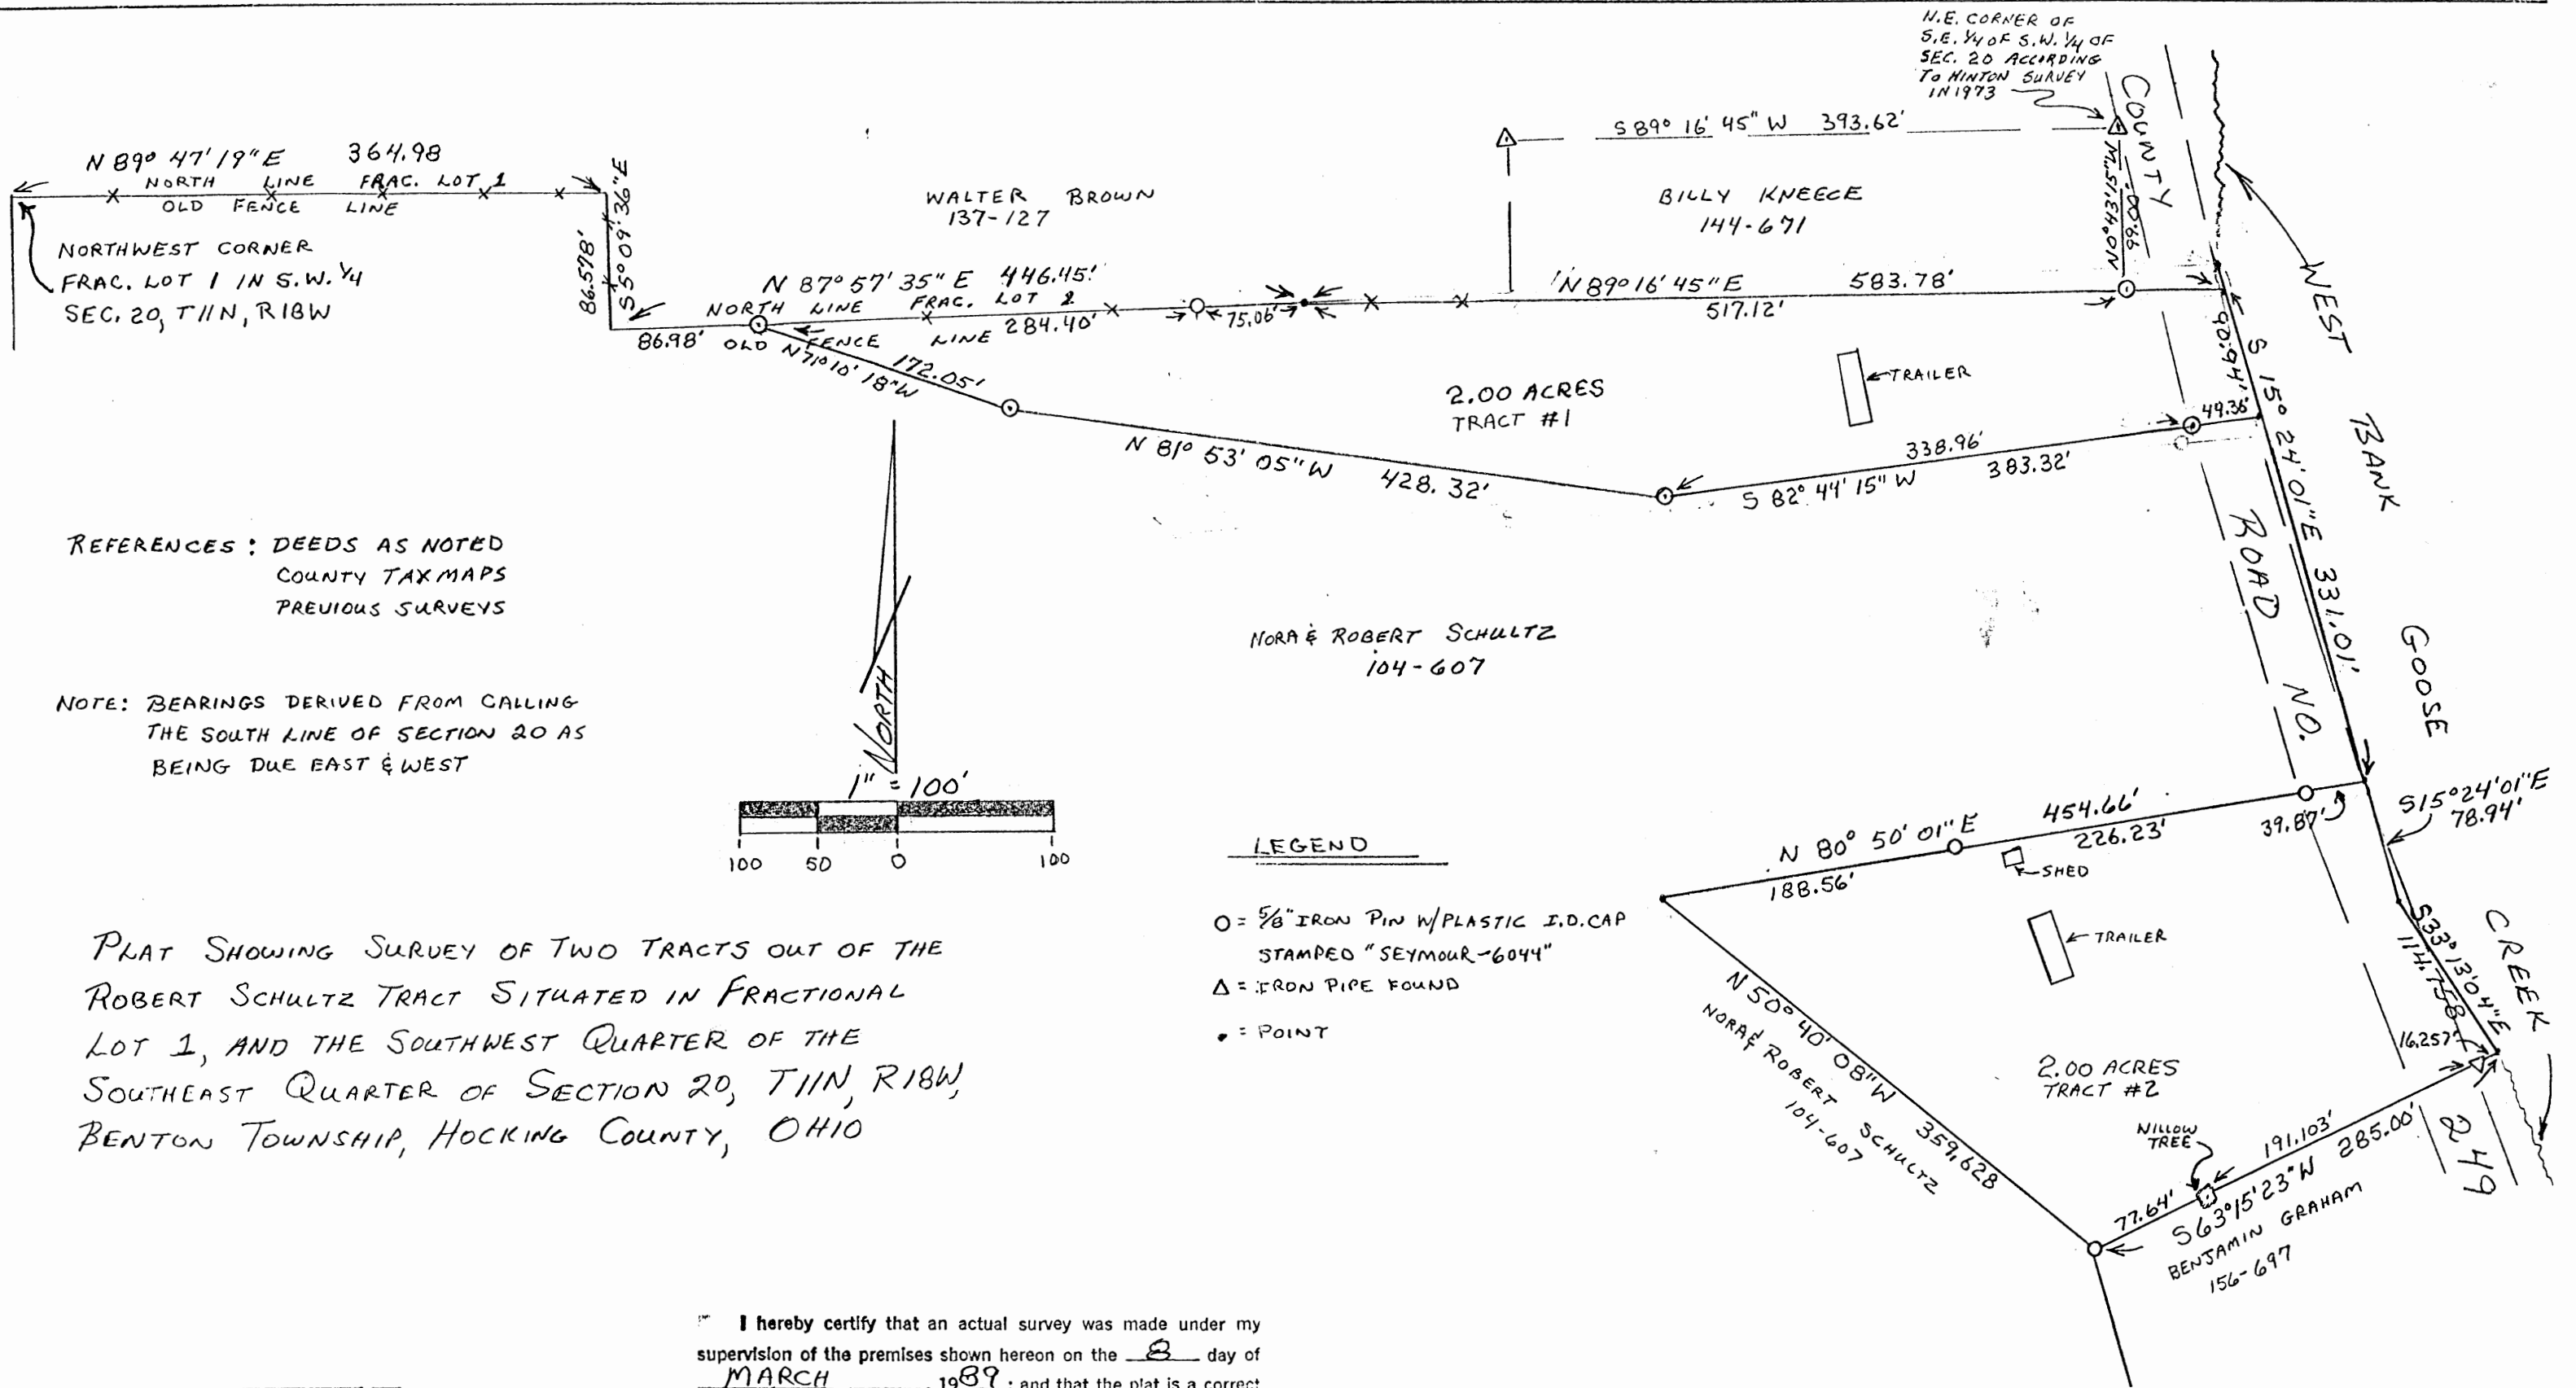 N.E. CORNER OF
S.E. 1/4 OF S.W. 1/4 OF
SEC. 20 ACCORDING
TO HINTON SURVEY
IN 1973
S 89° 16' 45" W 393.62'
N 89° 47' 19" E 364.98
NORTH LINE FRAC. LOT 1
OLD FENCE LINE
NORTHWEST CORNER
FRAC. LOT 1 IN S.W. 1/4
SEC. 20, T11N, R18W
86.578'
S 5° 09' 36" E
WALTER BROWN
137-127
BILLY KNEECE
144-671
N 0° 43' 15" W
99.00'
COUNTY
N 87° 57' 35" E 446.45'
NORTH LINE FRAC. LOT 1
86.98' OLD FENCE LINE 284.40'
75.06'
N 89° 16' 45" E 583.78'
517.12'
90.94'
S 15° 24' 01" E 331.01'
WEST BANK GOOSE CREEK
172.05'
N 71° 10' 18" W
TRAILER
2.00 ACRES
TRACT #1
49.36'
N 81° 53' 05" W 428.32'
338.96'
383.32'
S 82° 44' 15" W
ROAD NO.
REFERENCES: DEEDS AS NOTED
COUNTY TAX MAPS
PREVIOUS SURVEYS
NORA & ROBERT SCHULTZ
104-607
NOTE: BEARINGS DERIVED FROM CALLING
THE SOUTH LINE OF SECTION 20 AS
BEING DUE EAST & WEST
NORTH
1" = 100'
100 50 0 100
LEGEND
O = 5/8" IRON PIN W/PLASTIC I.D. CAP
STAMPED "SEYMOUR-6044"
Δ = IRON PIPE FOUND
• = POINT
N 80° 50' 01" E 454.66'
188.56'
226.23'
39.87'
S 15° 24' 01" E
78.94'
SHED
TRAILER
S 33° 13' 04" E
114.758
16.257'
N 50° 40' 08" W 359.628
NORA & ROBERT SCHULTZ
104-607
2.00 ACRES
TRACT #2
WILLOW
TREE
77.64'
191.103'
S 63° 15' 23" W 285.00'
BENJAMIN GRAHAM
156-697
249
PLAT SHOWING SURVEY OF TWO TRACTS OUT OF THE
ROBERT SCHULTZ TRACT SITUATED IN FRACTIONAL
LOT 1, AND THE SOUTHWEST QUARTER OF THE
SOUTHEAST QUARTER OF SECTION 20, T11N, R18W,
BENTON TOWNSHIP, HOCKING COUNTY, OHIO
I hereby certify that an actual survey was made under my
supervision of the premises shown hereon on the 8 day of
MARCH 1989; and that the plat is a correct